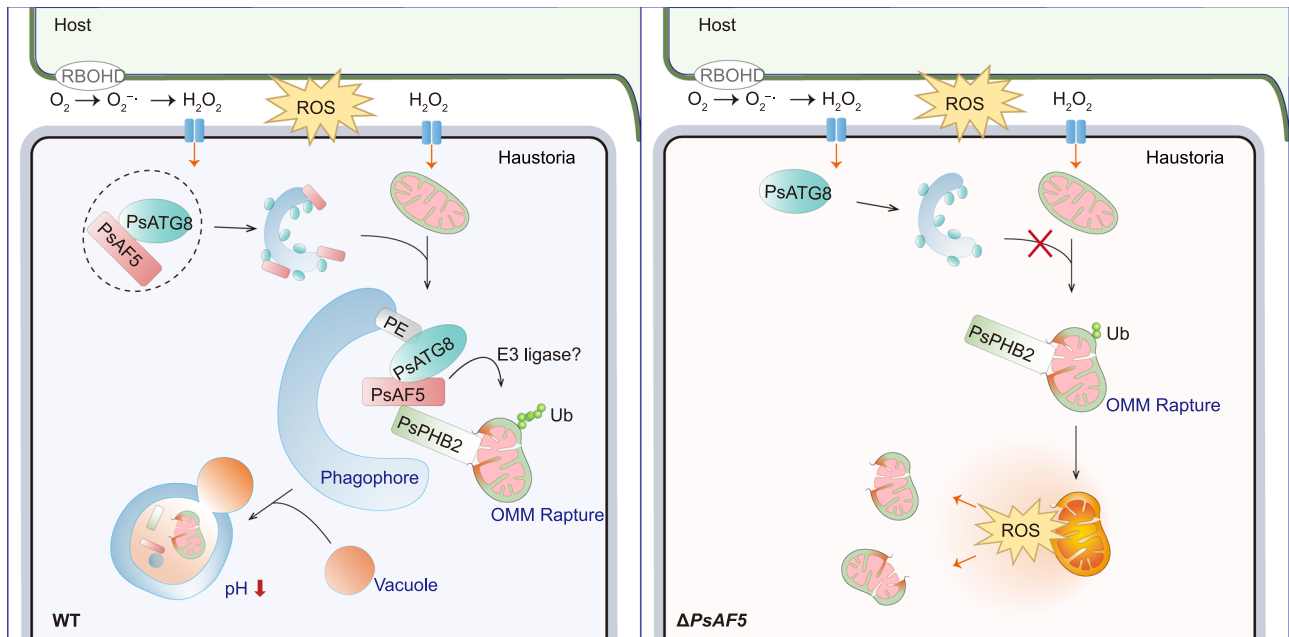 Host
RBOHD
O₂ → O₂⁻· → H₂O₂
ROS
H₂O₂
Haustoria
PsATG8
PsAF5
PE
PsATG8
E3 ligase?
PsAF5
PsPHB2
Ub
Phagophore
OMM Rapture
pH
Vacuole
WT
Host
RBOHD
O₂ → O₂⁻· → H₂O₂
ROS
H₂O₂
Haustoria
PsATG8
PsPHB2
Ub
OMM Rapture
ROS
ΔPsAF5